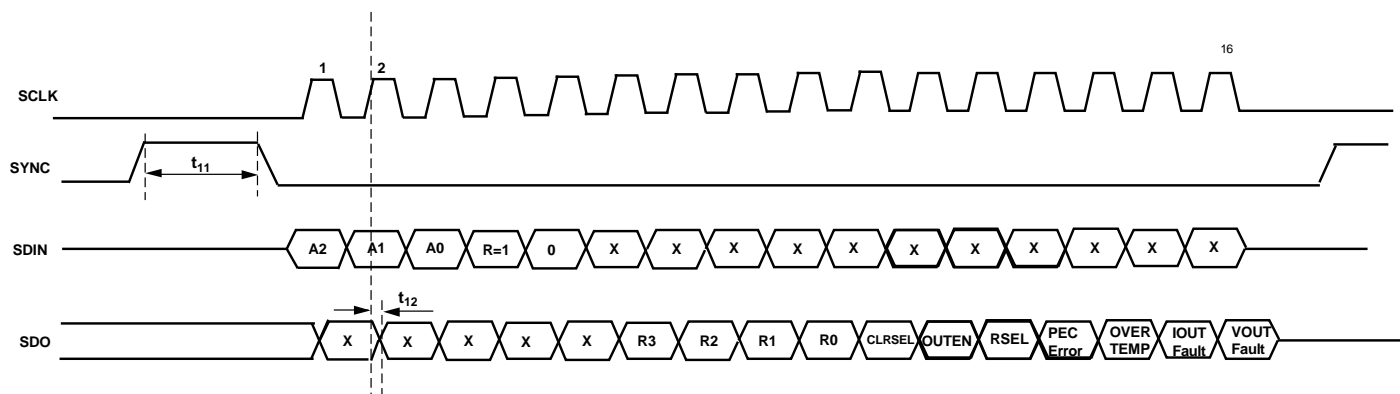 16
1 2
SCLK
SYNC
t11
SDIN A2 A1 A0 R=1 0 X X X X X X X X X X X
t12
SDO X X X X X R3 R2 R1 R0 CLRSEL OUTEN RSEL PEC Error OVER TEMP IOUT Fault VOUT Fault